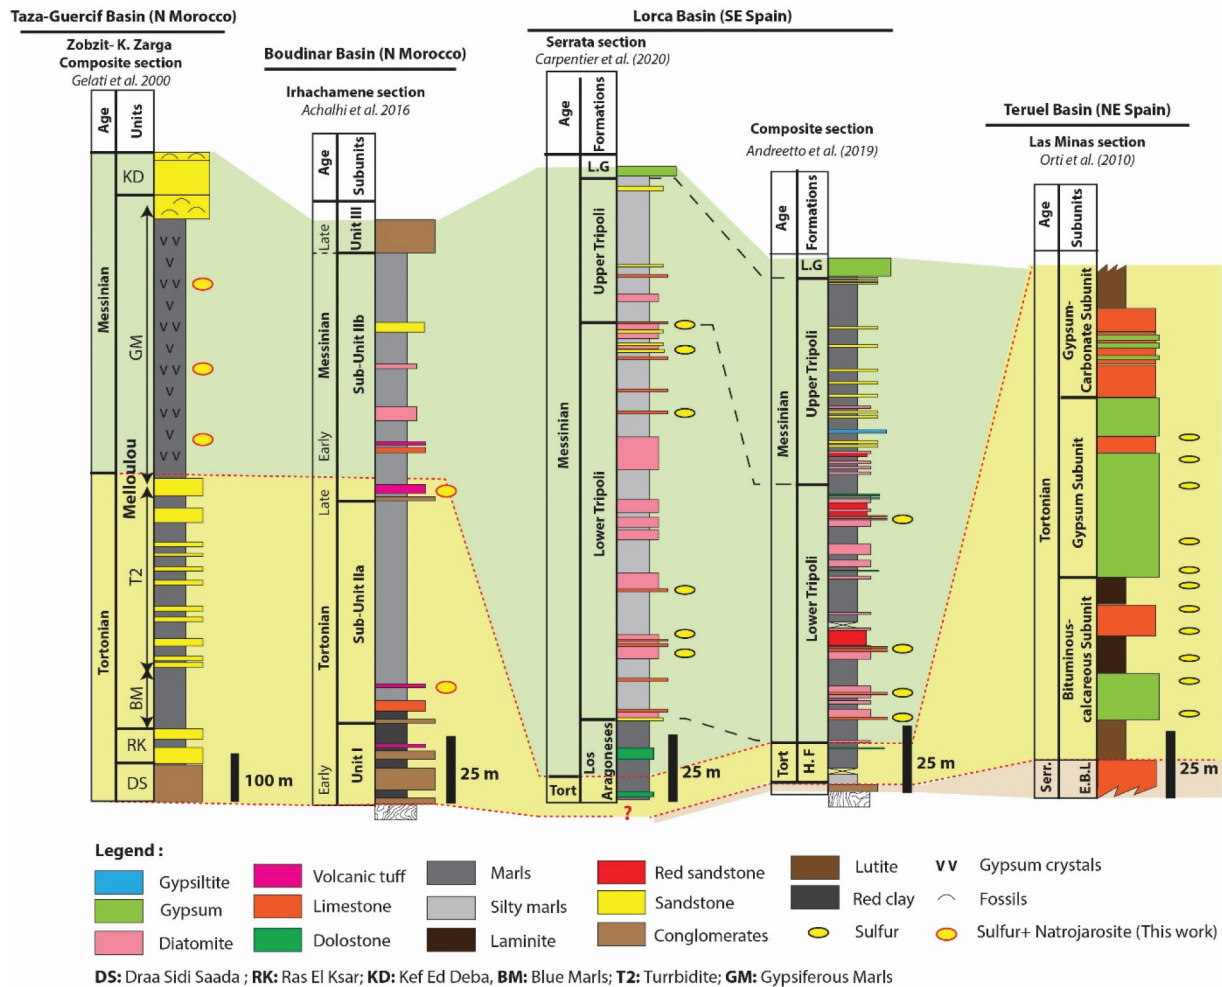 Taza-Guercif Basin (N Morocco)
Zobzit- K. Zarga
Composite section
Gelati et al. 2000
Age
Units
Messinian
Tortonian
KD
GM
Melloulou
T2
BM
RK
DS
100 m
Boudinar Basin (N Morocco)
Irhachamene section
Achalhi et al. 2016
Age
Subunits
Late
Messinian
Early
Late
Tortonian
Early
Unit III
Sub-Unit IIb
Sub-Unit IIa
Unit I
25 m
Lorca Basin (SE Spain)
Serrata section
Carpentier et al. (2020)
Age
Formations
Messinian
Tort
L.G
Upper Tripoli
Lower Tripoli
Los
Aragoneses
?
25 m
Composite section
Andreetto et al. (2019)
Age
Formations
Messinian
Tort
L.G
Upper Tripoli
Lower Tripoli
H.F
25 m
Teruel Basin (NE Spain)
Las Minas section
Orti et al. (2010)
Age
Subunits
Tortonian
Serr.
Gypsum-
Carbonate Subunit
Gypsum Subunit
Bituminous-
calcareous Subunit
E.B.L
25 m
Legend :
Gypsiltite
Gypsum
Diatomite
Volcanic tuff
Limestone
Dolostone
Marls
Silty marls
Laminite
Red sandstone
Sandstone
Conglomerates
Lutite
Red clay
Sulfur
V V Gypsum crystals
Fossils
Sulfur+ Natrojarosite (This work)
DS: Draa Sidi Saada ; RK: Ras El Ksar; KD: Kef Ed Deba, BM: Blue Marls; T2: Turrbidite; GM: Gypsiferous Marls